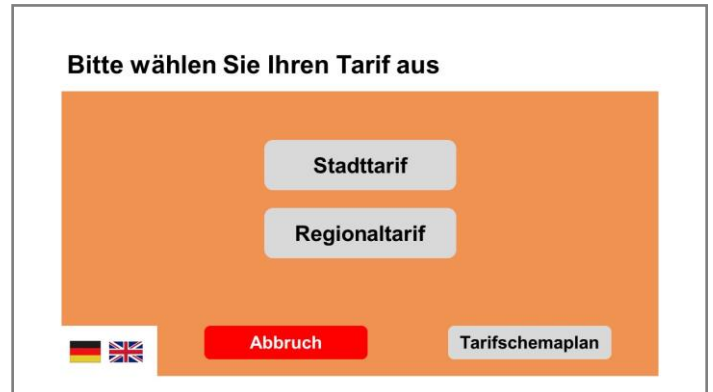 Bitte wählen Sie Ihren Tarif aus
Stadttarif
Regionaltarif
Abbruch
Tarifschemaplan